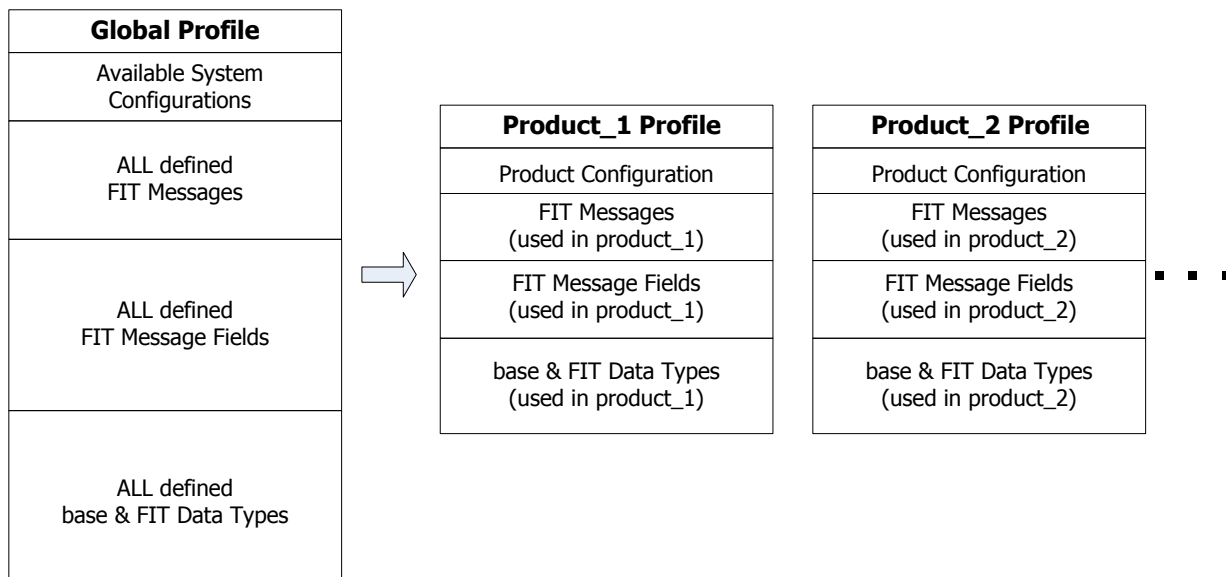 Global Profile
Available System
Configurations
ALL defined
FIT Messages
ALL defined
FIT Message Fields
ALL defined
base & FIT Data Types
Product_1 Profile
Product Configuration
FIT Messages
(used in product_1)
FIT Message Fields
(used in product_1)
base & FIT Data Types
(used in product_1)
Product_2 Profile
Product Configuration
FIT Messages
(used in product_2)
FIT Message Fields
(used in product_2)
base & FIT Data Types
(used in product_2)